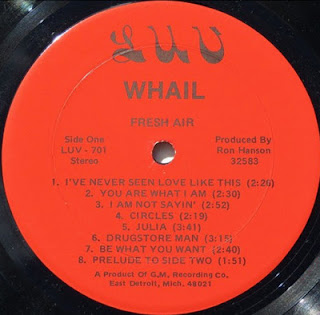 LUV
WHAIL
FRESH AIR
Side One
LUV - 701
Stereo
Produced By
Ron Hanson
32583
1. I'VE NEVER SEEN LOVE LIKE THIS (2:26)
2. YOU ARE WHAT I AM (2:30)
3. I AM NOT SAYIN' (2:52)
4. CIRCLES (2:19)
5. JULIA (3:41)
6. DRUGSTORE MAN (3:15)
7. BE WHAT YOU WANT (2:40)
8. PRELUDE TO SIDE TWO (1:51)
A Product Of G.M. Recording Co.
East Detroit, Mich. 48021